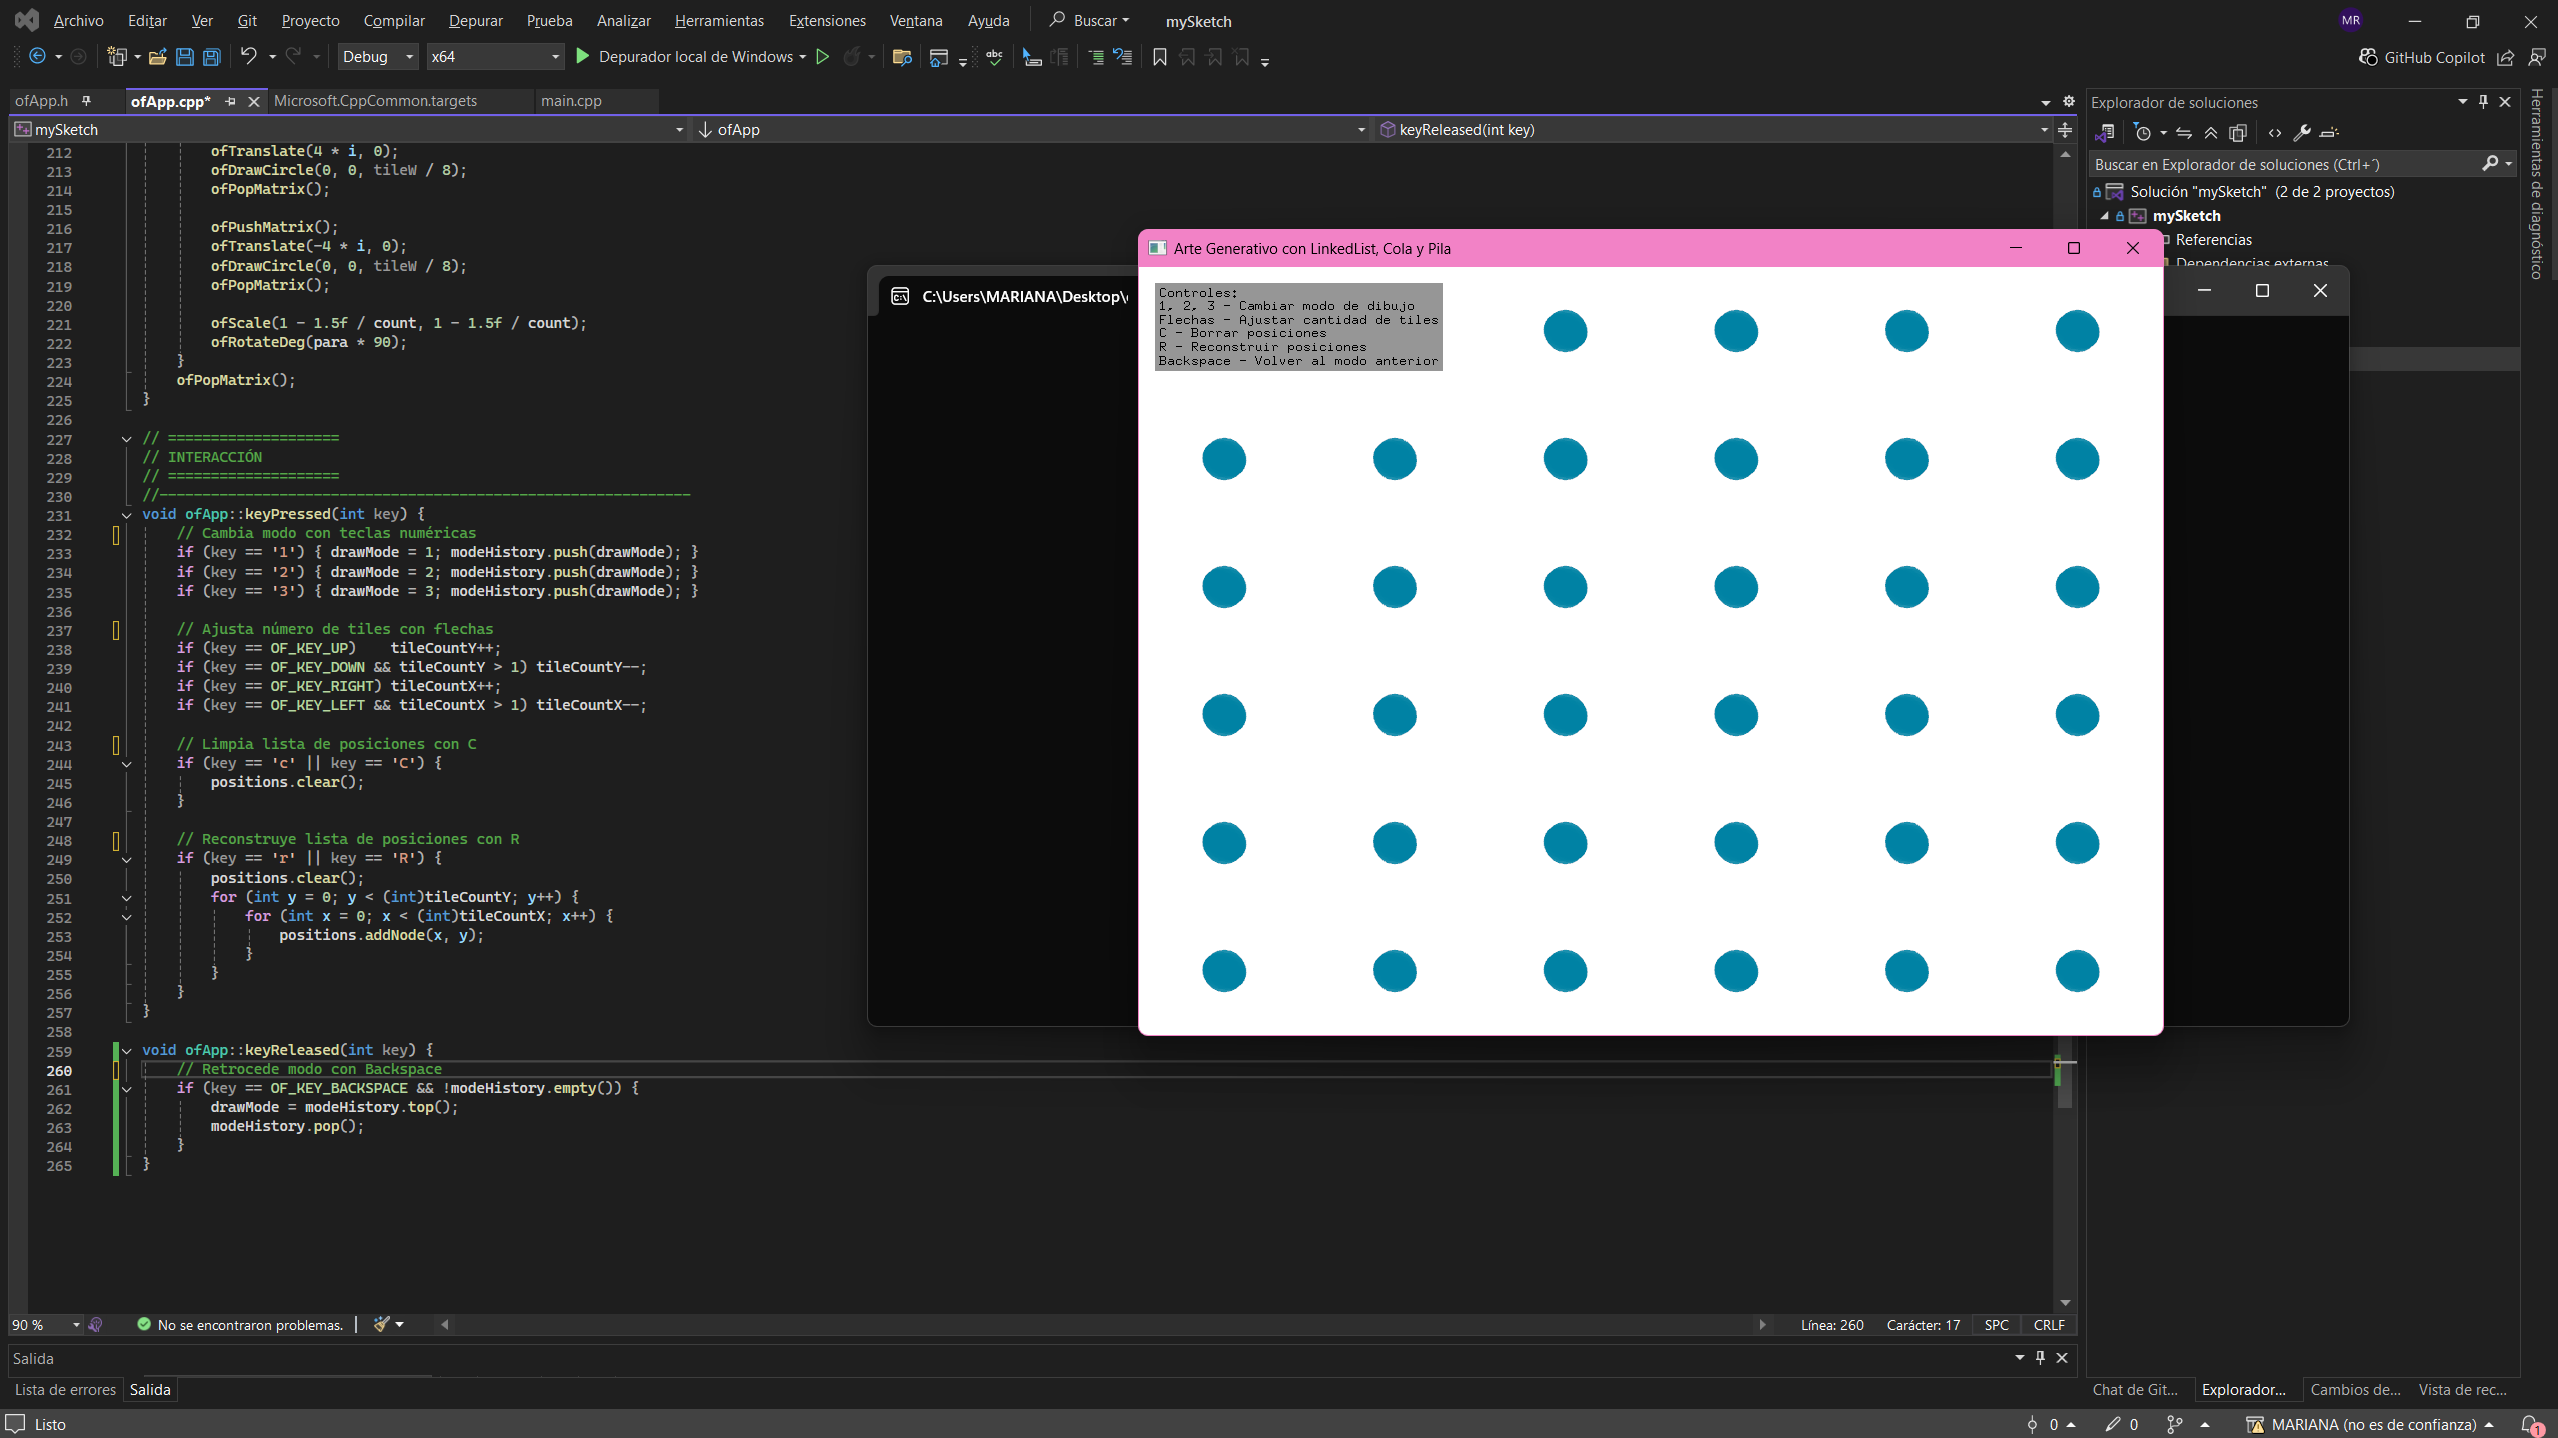 Archivo Editar Ver Git Proyecto Compilar Depurar Prueba Analizar Herramientas Extensiones Ventana Ayuda Buscar mySketch MR
Debug x64 Depurador local de Windows GitHub Copilot
ofApp.h ofApp.cpp* Microsoft.CppCommon.targets main.cpp
mySketch ofApp keyReleased(int key)
212 ofTranslate(4 * i, 0);
213 ofDrawCircle(0, 0, tileW / 8);
214 ofPopMatrix();
215
216 ofPushMatrix();
217 ofTranslate(-4 * i, 0);
218 ofDrawCircle(0, 0, tileW / 8);
219 ofPopMatrix();
220
221 ofScale(1 - 1.5f / count, 1 - 1.5f / count);
222 ofRotateDeg(para * 90);
223 }
224 ofPopMatrix();
225 }
226
227 // ====================
228 // INTERACCIÓN
229 // ====================
230 //--------------------------------------------------------------
231 void ofApp::keyPressed(int key) {
232 // Cambia modo con teclas numéricas
233 if (key == '1') { drawMode = 1; modeHistory.push(drawMode); }
234 if (key == '2') { drawMode = 2; modeHistory.push(drawMode); }
235 if (key == '3') { drawMode = 3; modeHistory.push(drawMode); }
236
237 // Ajusta número de tiles con flechas
238 if (key == OF_KEY_UP) tileCountY++;
239 if (key == OF_KEY_DOWN && tileCountY > 1) tileCountY--;
240 if (key == OF_KEY_RIGHT) tileCountX++;
241 if (key == OF_KEY_LEFT && tileCountX > 1) tileCountX--;
242
243 // Limpia lista de posiciones con C
244 if (key == 'c' || key == 'C') {
245 positions.clear();
246 }
247
248 // Reconstruye lista de posiciones con R
249 if (key == 'r' || key == 'R') {
250 positions.clear();
251 for (int y = 0; y < (int)tileCountY; y++) {
252 for (int x = 0; x < (int)tileCountX; x++) {
253 positions.addNode(x, y);
254 }
255 }
256 }
257 }
258
259 void ofApp::keyReleased(int key) {
260 // Retrocede modo con Backspace
261 if (key == OF_KEY_BACKSPACE && !modeHistory.empty()) {
262 drawMode = modeHistory.top();
263 modeHistory.pop();
264 }
265 }
C:\Users\MARIANA\Desktop\
Arte Generativo con LinkedList, Cola y Pila
Controles:
1, 2, 3 - Cambiar modo de dibujo
Flechas - Ajustar cantidad de tiles
C - Borrar posiciones
R - Reconstruir posiciones
Backspace - Volver al modo anterior
Explorador de soluciones
Buscar en Explorador de soluciones (Ctrl+´)
Solución "mySketch" (2 de 2 proyectos)
mySketch
Referencias
Dependencias externas
Herramientas de diagnóstico
90 % No se encontraron problemas. Línea: 260 Carácter: 17 SPC CRLF
Salida
Lista de errores Salida
Chat de Git... Explorador... Cambios de... Vista de rec...
Listo 0 0 MARIANA (no es de confianza) 1